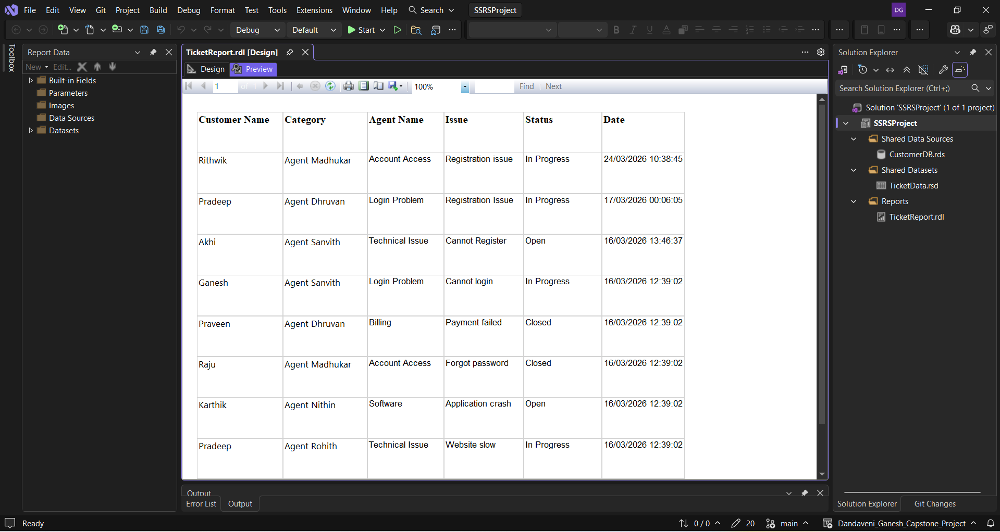 File Edit View Git Project Build Debug Format Test Tools Extensions Window Help Search SSRSProject DG
Debug Default Start
Toolbox
Report Data
New Edit...
Built-in Fields
Parameters
Images
Data Sources
Datasets
TicketReport.rdl [Design]
Design Preview
1 of 1 100% Find Next
Customer Name Category Agent Name Issue Status Date
Rithwik Agent Madhukar Account Access Registration issue In Progress 24/03/2026 10:38:45
Pradeep Agent Dhruvan Login Problem Registration Issue In Progress 17/03/2026 00:06:05
Akhi Agent Sanvith Technical Issue Cannot Register Open 16/03/2026 13:46:37
Ganesh Agent Sanvith Login Problem Cannot login In Progress 16/03/2026 12:39:02
Praveen Agent Dhruvan Billing Payment failed Closed 16/03/2026 12:39:02
Raju Agent Madhukar Account Access Forgot password Closed 16/03/2026 12:39:02
Karthik Agent Nithin Software Application crash Open 16/03/2026 12:39:02
Pradeep Agent Rohith Technical Issue Website slow In Progress 16/03/2026 12:39:02
Output
Error List Output
Solution Explorer
Search Solution Explorer (Ctrl+;)
Solution 'SSRSProject' (1 of 1 project)
SSRSProject
Shared Data Sources
CustomerDB.rds
Shared Datasets
TicketData.rsd
Reports
TicketReport.rdl
Solution Explorer Git Changes
Ready 0 / 0 20 main Dandaveni_Ganesh_Capstone_Project